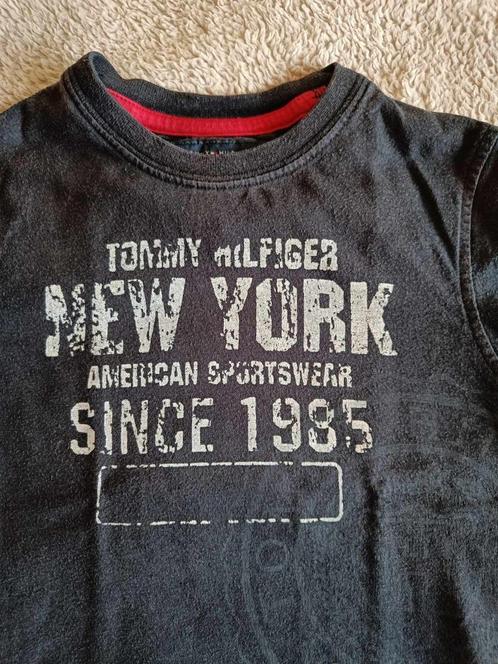 TOMMY HILFIGER
NEW YORK
AMERICAN SPORTSWEAR
SINCE 1985